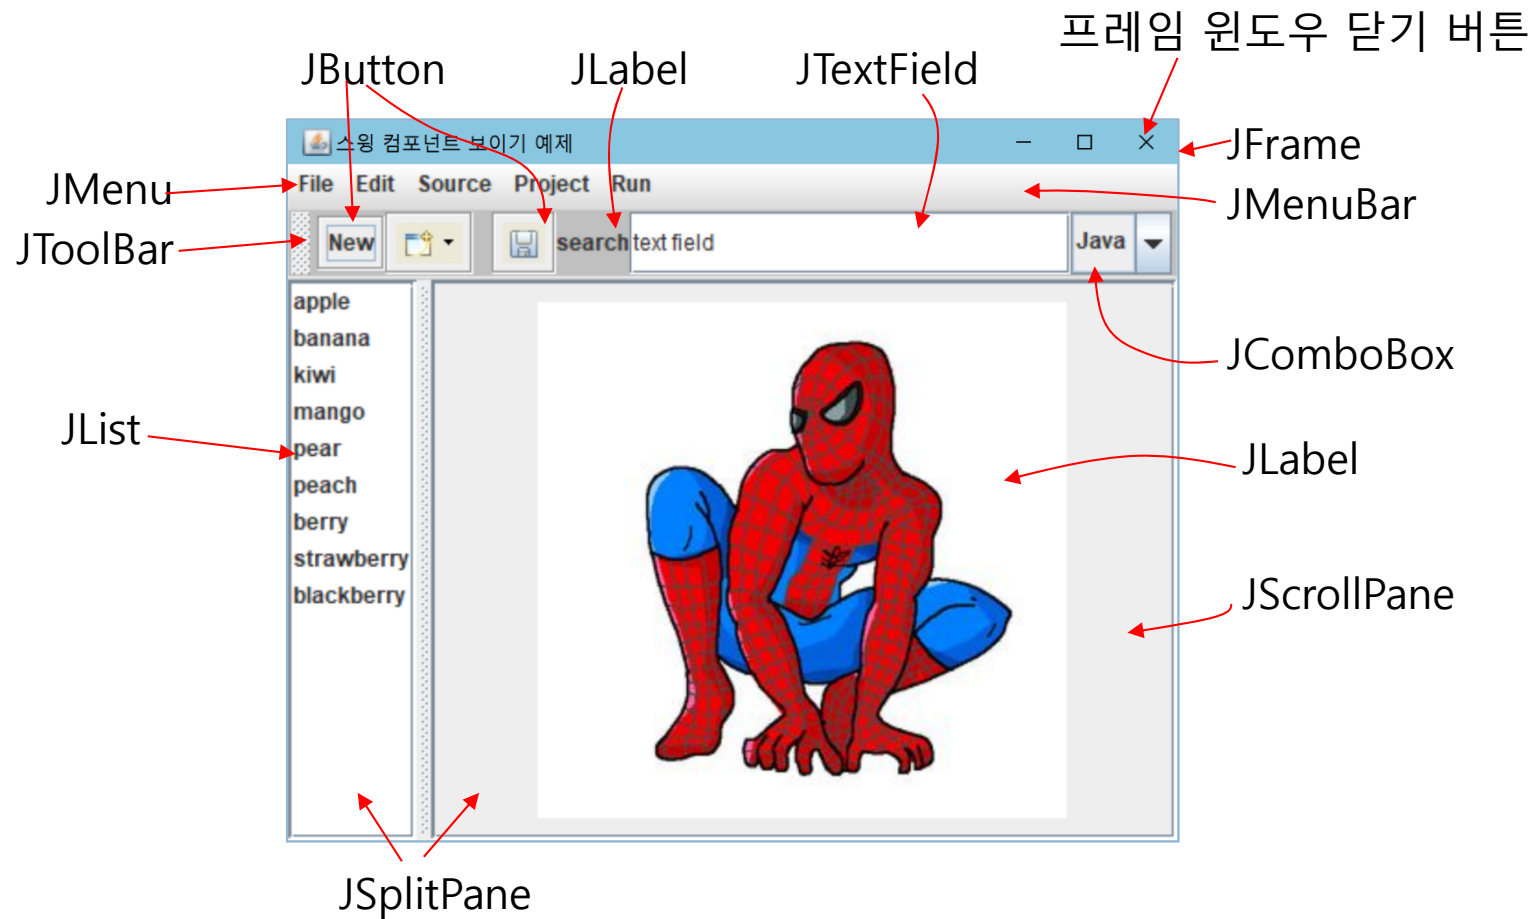 프레임 윈도우 닫기 버튼
JButton
JLabel
JTextField
스윙 컴포넌트 보이기 예제
JFrame
JMenu
File Edit Source Project Run
JMenuBar
JToolBar
New
search
text field
Java
apple
banana
kiwi
mango
pear
peach
berry
strawberry
blackberry
JComboBox
JList
JLabel
JScrollPane
JSplitPane